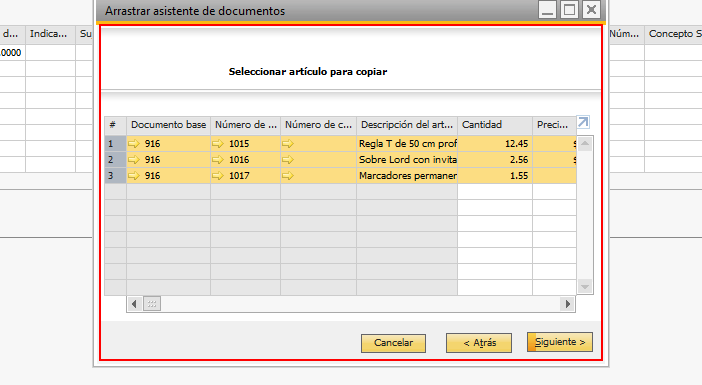 Arrastrar asistente de documentos
d... Indica... Su Núm... Concepto S
.0000
Seleccionar artículo para copiar
# Documento base Número de ... Número de c... Descripción del art... Cantidad Preci...
1 916 1015 Regla T de 50 cm prof 12.45 $
2 916 1016 Sobre Lord con invita 2.56 $
3 916 1017 Marcadores permaner 1.55
Cancelar < Atrás Siguiente >